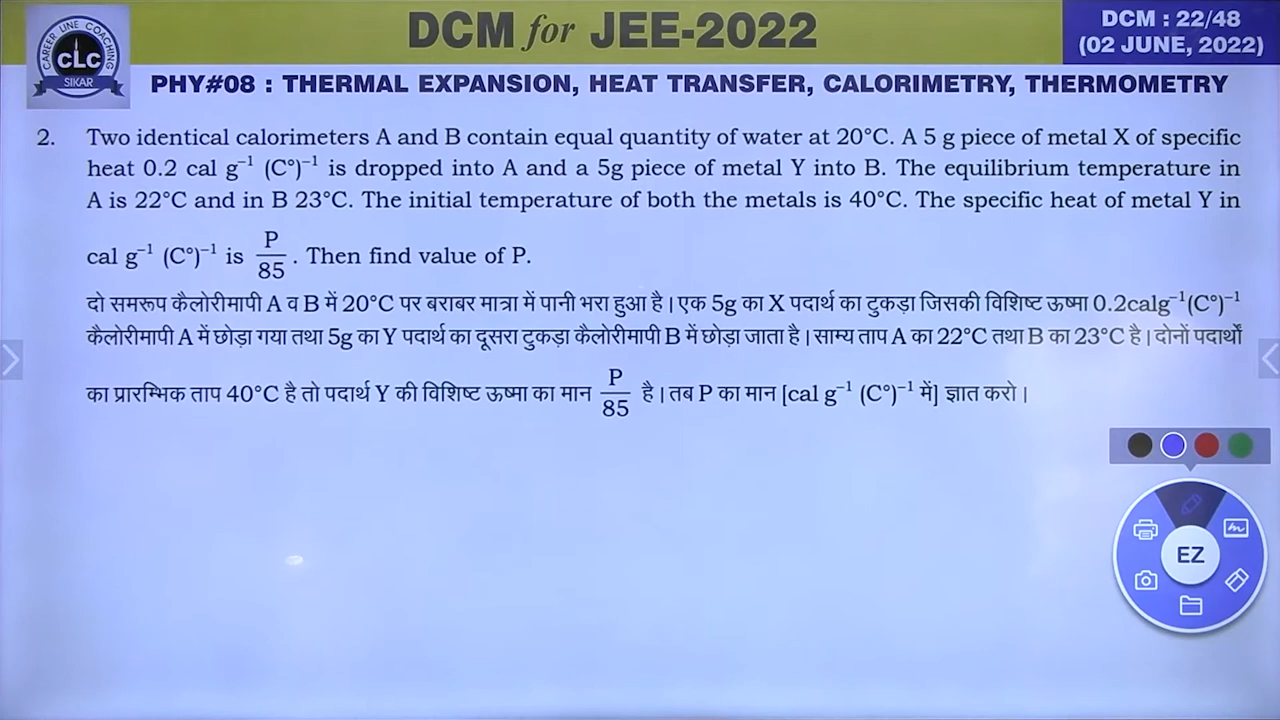 CAREER LINE COACHING
CLC
SIKAR
DCM for JEE-2022
DCM : 22/48
(02 JUNE, 2022)
PHY#08 : THERMAL EXPANSION, HEAT TRANSFER, CALORIMETRY, THERMOMETRY
2. Two identical calorimeters A and B contain equal quantity of water at 20°C. A 5 g piece of metal X of specific
heat 0.2 cal g⁻¹ (C°)⁻¹ is dropped into A and a 5g piece of metal Y into B. The equilibrium temperature in
A is 22°C and in B 23°C. The initial temperature of both the metals is 40°C. The specific heat of metal Y in
cal g⁻¹ (C°)⁻¹ is P/85. Then find value of P.
दो समरूप कैलोरीमापी A व B में 20°C पर बराबर मात्रा में पानी भरा हुआ है। एक 5g का X पदार्थ का टुकड़ा जिसकी विशिष्ट ऊष्मा 0.2calg⁻¹(C°)⁻¹
कैलोरीमापी A में छोड़ा गया तथा 5g का Y पदार्थ का दूसरा टुकड़ा कैलोरीमापी B में छोड़ा जाता है। साम्य ताप A का 22°C तथा B का 23°C है। दोनों पदार्थों
का प्रारम्भिक ताप 40°C है तो पदार्थ Y की विशिष्ट ऊष्मा का मान P/85 है। तब P का मान [cal g⁻¹ (C°)⁻¹ में] ज्ञात करो।
EZ